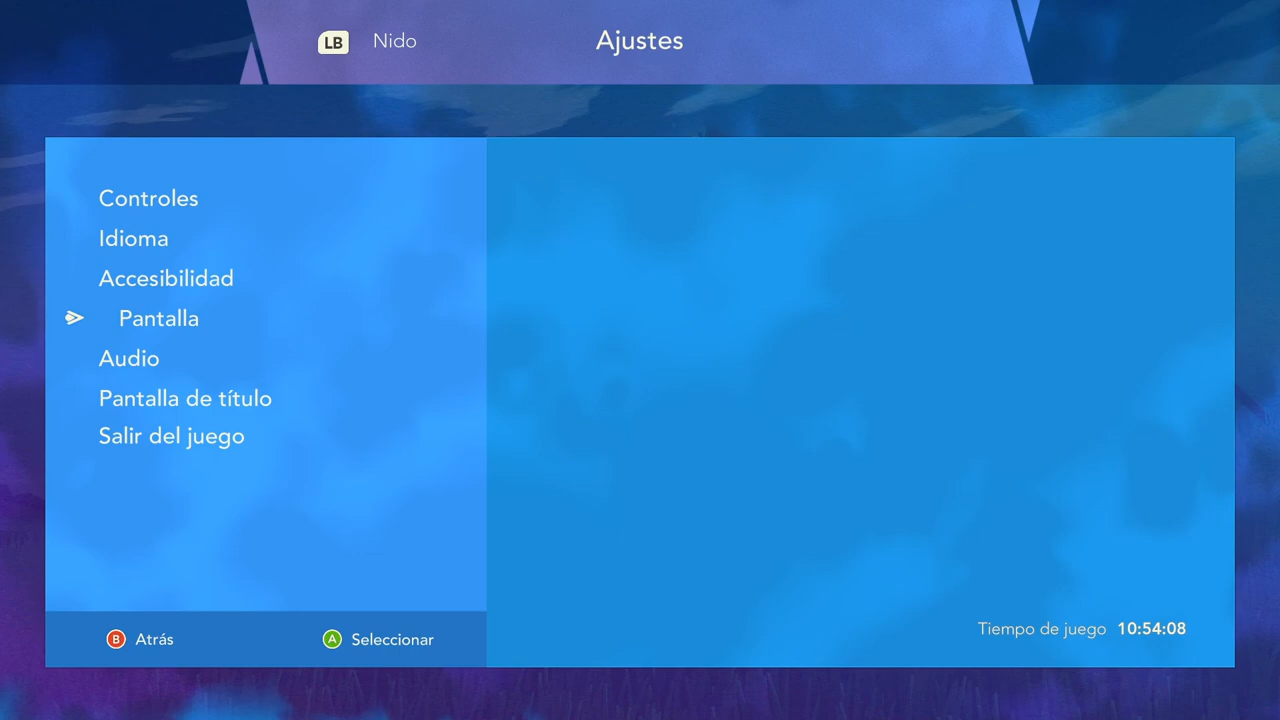 LB Nido Ajustes
Controles
Idioma
Accesibilidad
Pantalla
Audio
Pantalla de título
Salir del juego
B Atrás A Seleccionar
Tiempo de juego 10:54:08